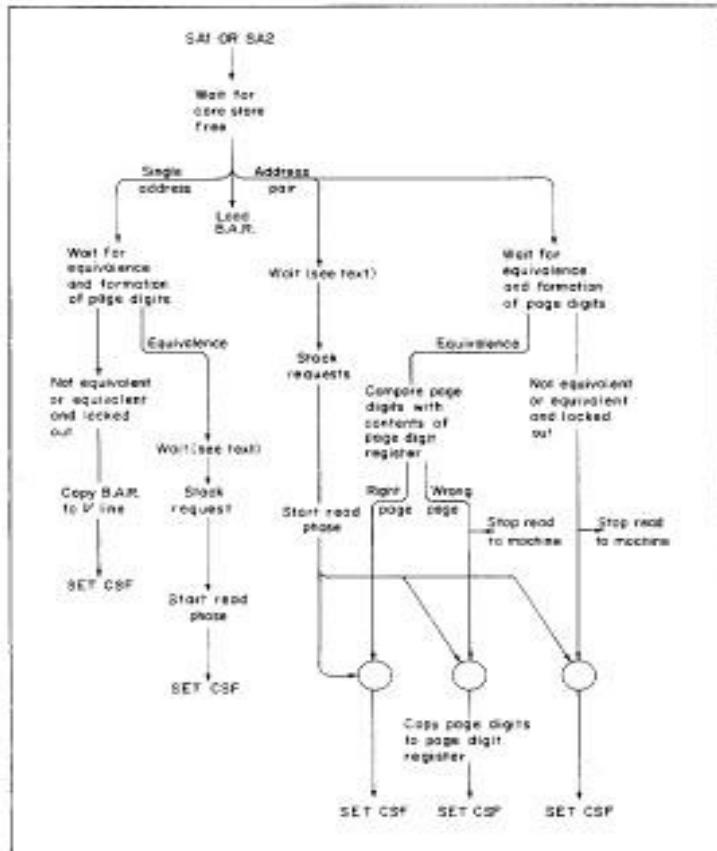 SA1 OR SA2
Wait for
core store
free
Single
address
Address
pair
Load
B.A.R.
Wait for
equivalence
and formation
of page digits
Wait (see text)
Wait for
equivalence
and formation
of page digits
Equivalence
Stack
requests
Equivalence
Not equivalent
or equivalent
and locked
out
Compare page
digits with
contents of
page digit
register
Not equivalent
or equivalent
and locked
out
Wait (see text)
Copy B.A.R.
to V line
Stack
request
Right
page
Wrong
page
Start read
phase
Stop read
to machine
Stop read
to machine
SET CSF
Start read
phase
SET CSF
Copy page digits
to page digit
register
SET CSF
SET CSF
SET CSF